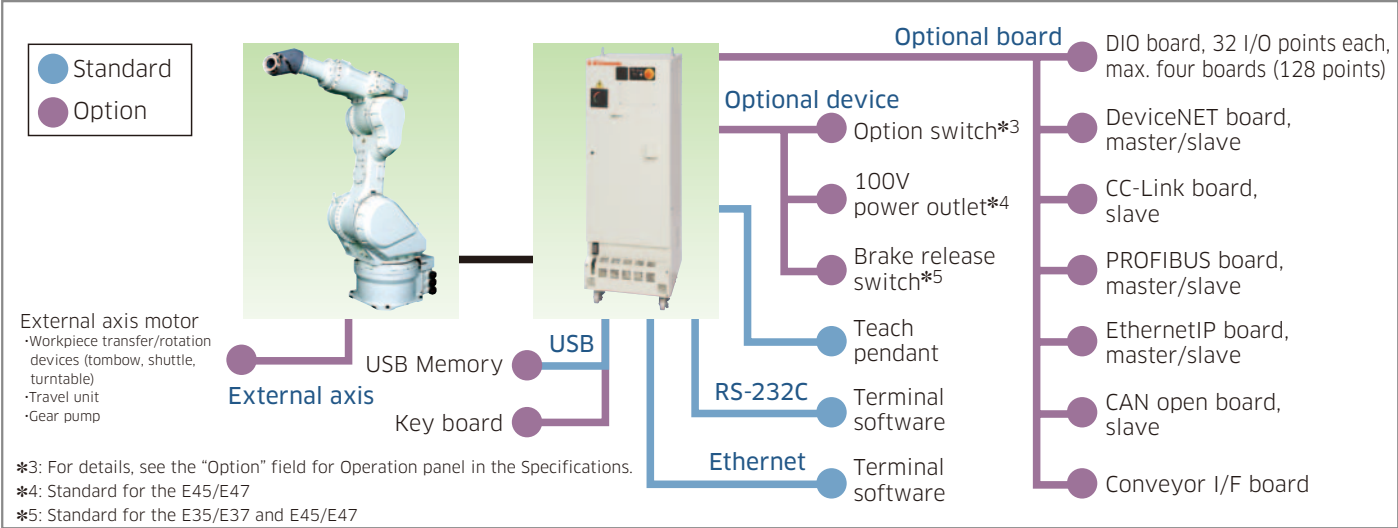 Standard
Option
Optional board
DIO board, 32 I/O points each,
max. four boards (128 points)
DeviceNET board,
master/slave
CC-Link board,
slave
PROFIBUS board,
master/slave
EthernetIP board,
master/slave
CAN open board,
slave
Conveyor I/F board
Optional device
Option switch*3
100V
power outlet*4
Brake release
switch*5
Teach
pendant
RS-232C
Terminal
software
Ethernet
Terminal
software
USB
USB Memory
Key board
External axis
External axis motor
・Workpiece transfer/rotation
devices (tombow, shuttle,
turntable)
・Travel unit
・Gear pump
*3: For details, see the “Option” field for Operation panel in the Specifications.
*4: Standard for the E45/E47
*5: Standard for the E35/E37 and E45/E47